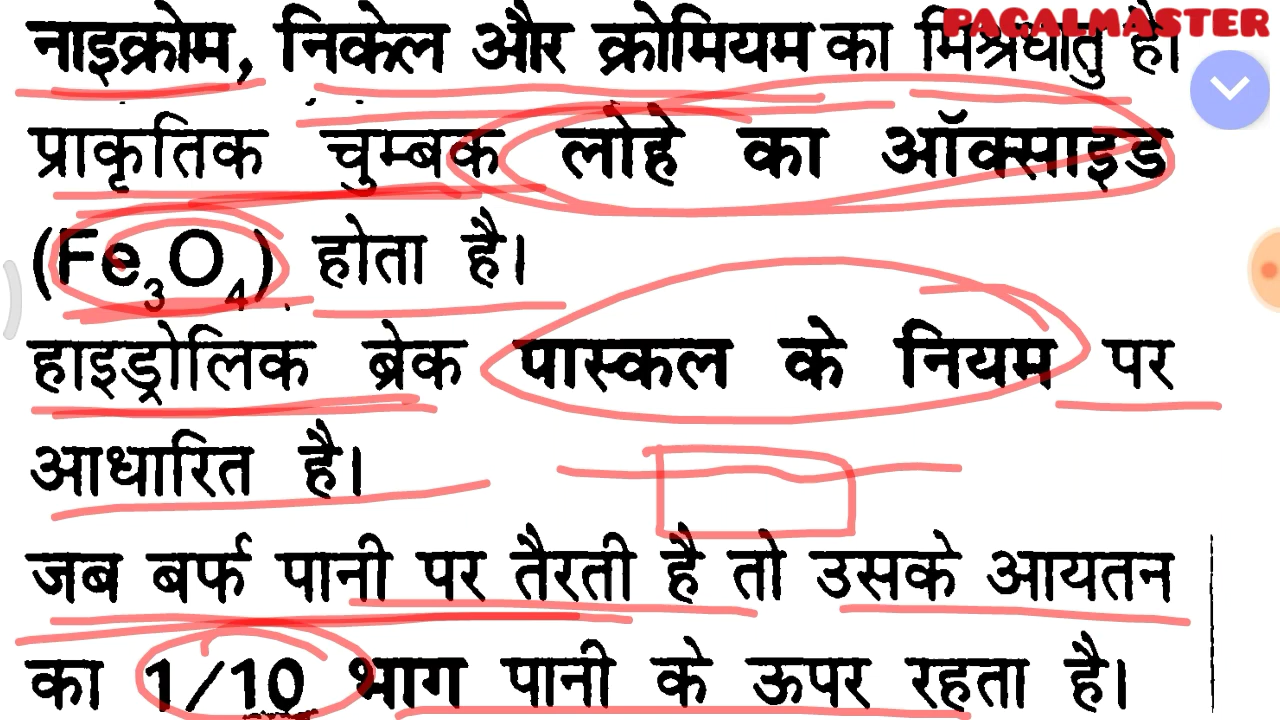 PAGALMASTER
नाइक्रोम, निकेल और क्रोमियम का मिश्रधातु है।
प्राकृतिक चुम्बक लोहे का ऑक्साइड
(Fe₃O₄) होता है।
हाइड्रोलिक ब्रेक पास्कल के नियम पर
आधारित है।
जब बर्फ पानी पर तैरती है तो उसके आयतन
का 1/10 भाग पानी के ऊपर रहता है।